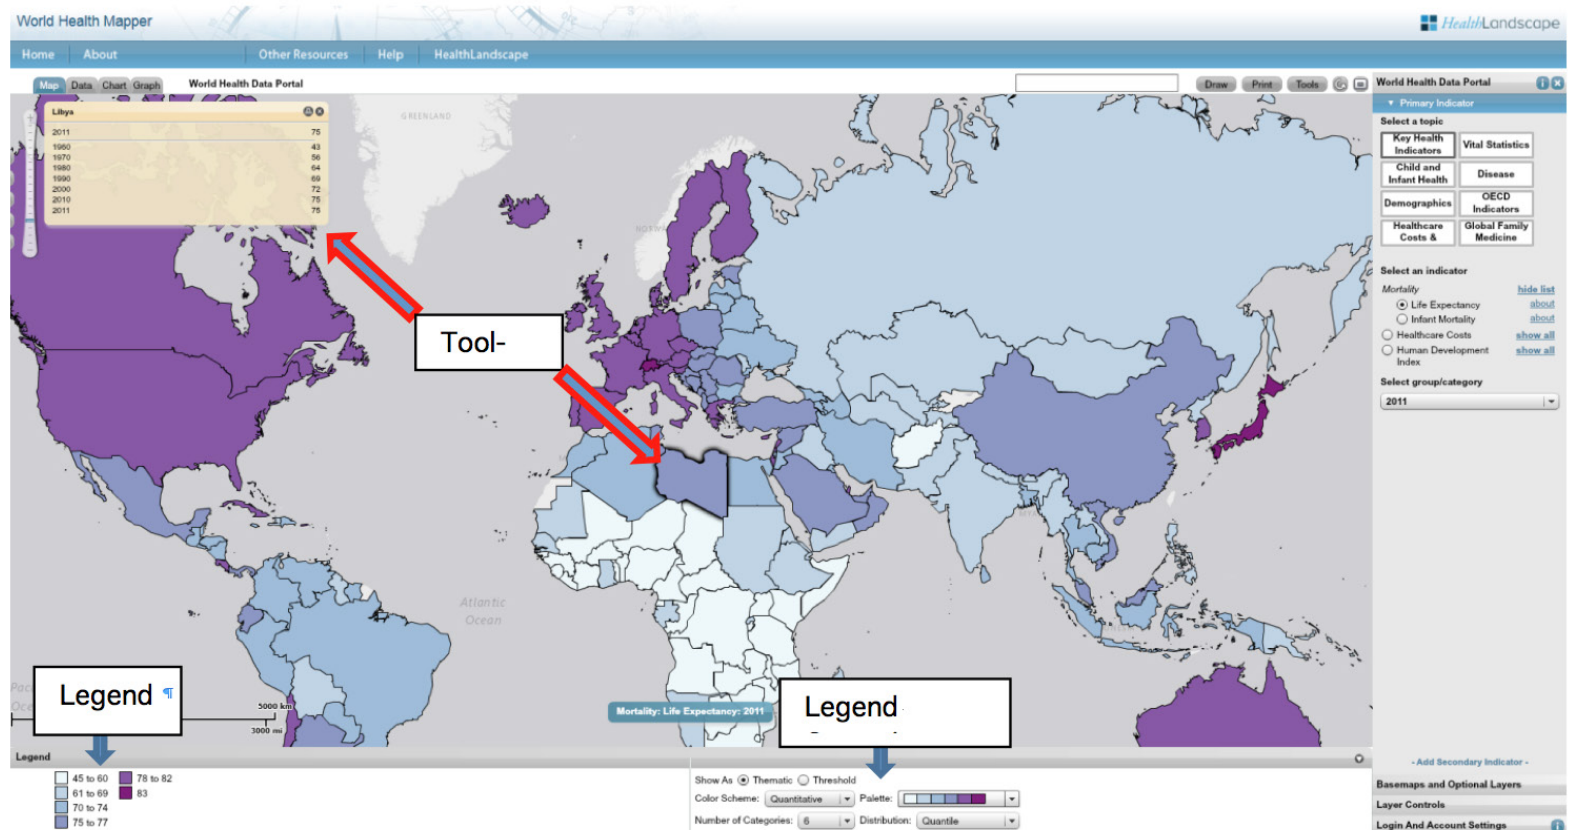 World Health Mapper
HealthLandscape
Home About Other Resources Help HealthLandscape
Map Data Chart Graph World Health Data Portal
Draw Print Tools
Libya
2011 75
1960 43
1970 56
1980 64
1990 69
2000 72
2010 75
2011 75
GREENLAND
Tool-
Atlantic
Ocean
Legend ¶
5000 km
3000 mi
Mortality: Life Expectancy: 2011
Legend
Legend
45 to 60 78 to 82
61 to 69 83
70 to 74
75 to 77
Show As Thematic Threshold
Color Scheme: Quantitative Palette:
Number of Categories: 6 Distribution: Quantile
World Health Data Portal
Primary Indicator
Select a topic
Key Health
Indicators
Vital Statistics
Child and
Infant Health
Disease
Demographics
OECD
Indicators
Healthcare
Costs &
Global Family
Medicine
Select an indicator
Mortality hide list
Life Expectancy about
Infant Mortality about
Healthcare Costs show all
Human Development show all
Index
Select group/category
2011
- Add Secondary Indicator -
Basemaps and Optional Layers
Layer Controls
Login And Account Settings